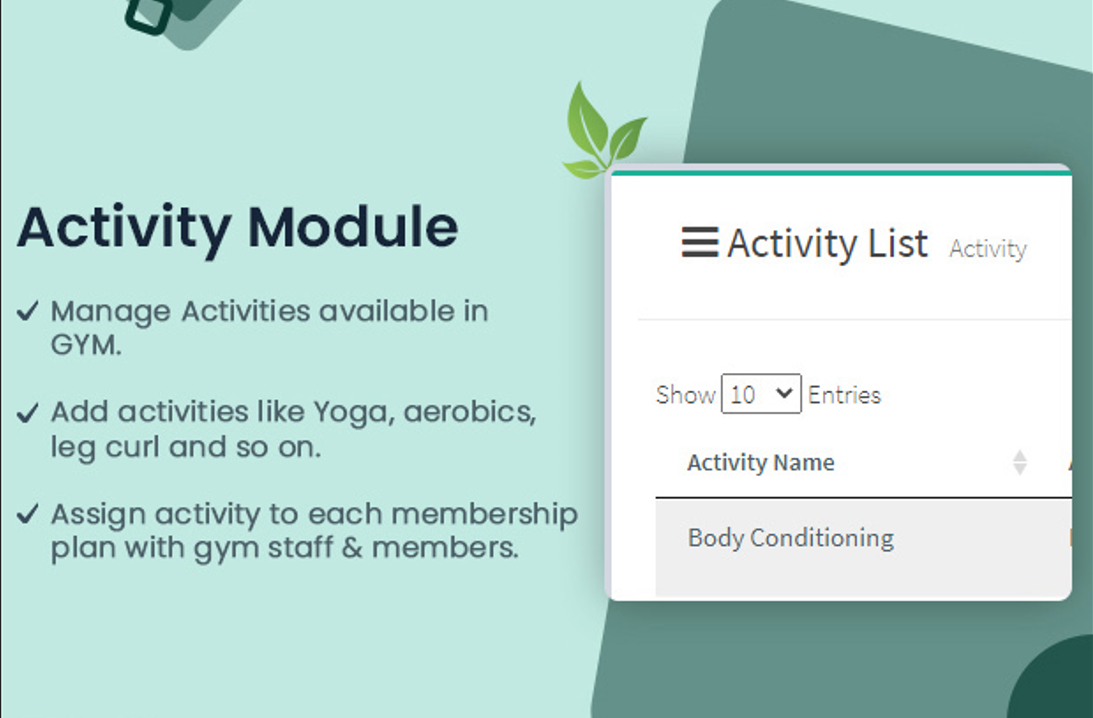 Activity Module
Manage Activities available in
GYM.
Add activities like Yoga, aerobics,
leg curl and so on.
Assign activity to each membership
plan with gym staff & members.
Activity List Activity
Show 10 Entries
Activity Name
Body Conditioning